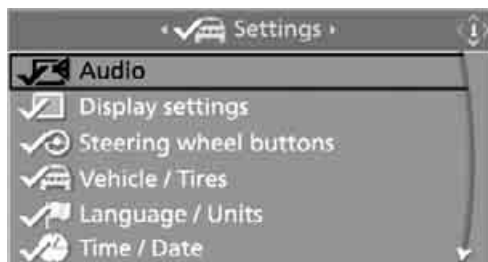 Settings
Audio
Display settings
Steering wheel buttons
Vehicle / Tires
Language / Units
Time / Date